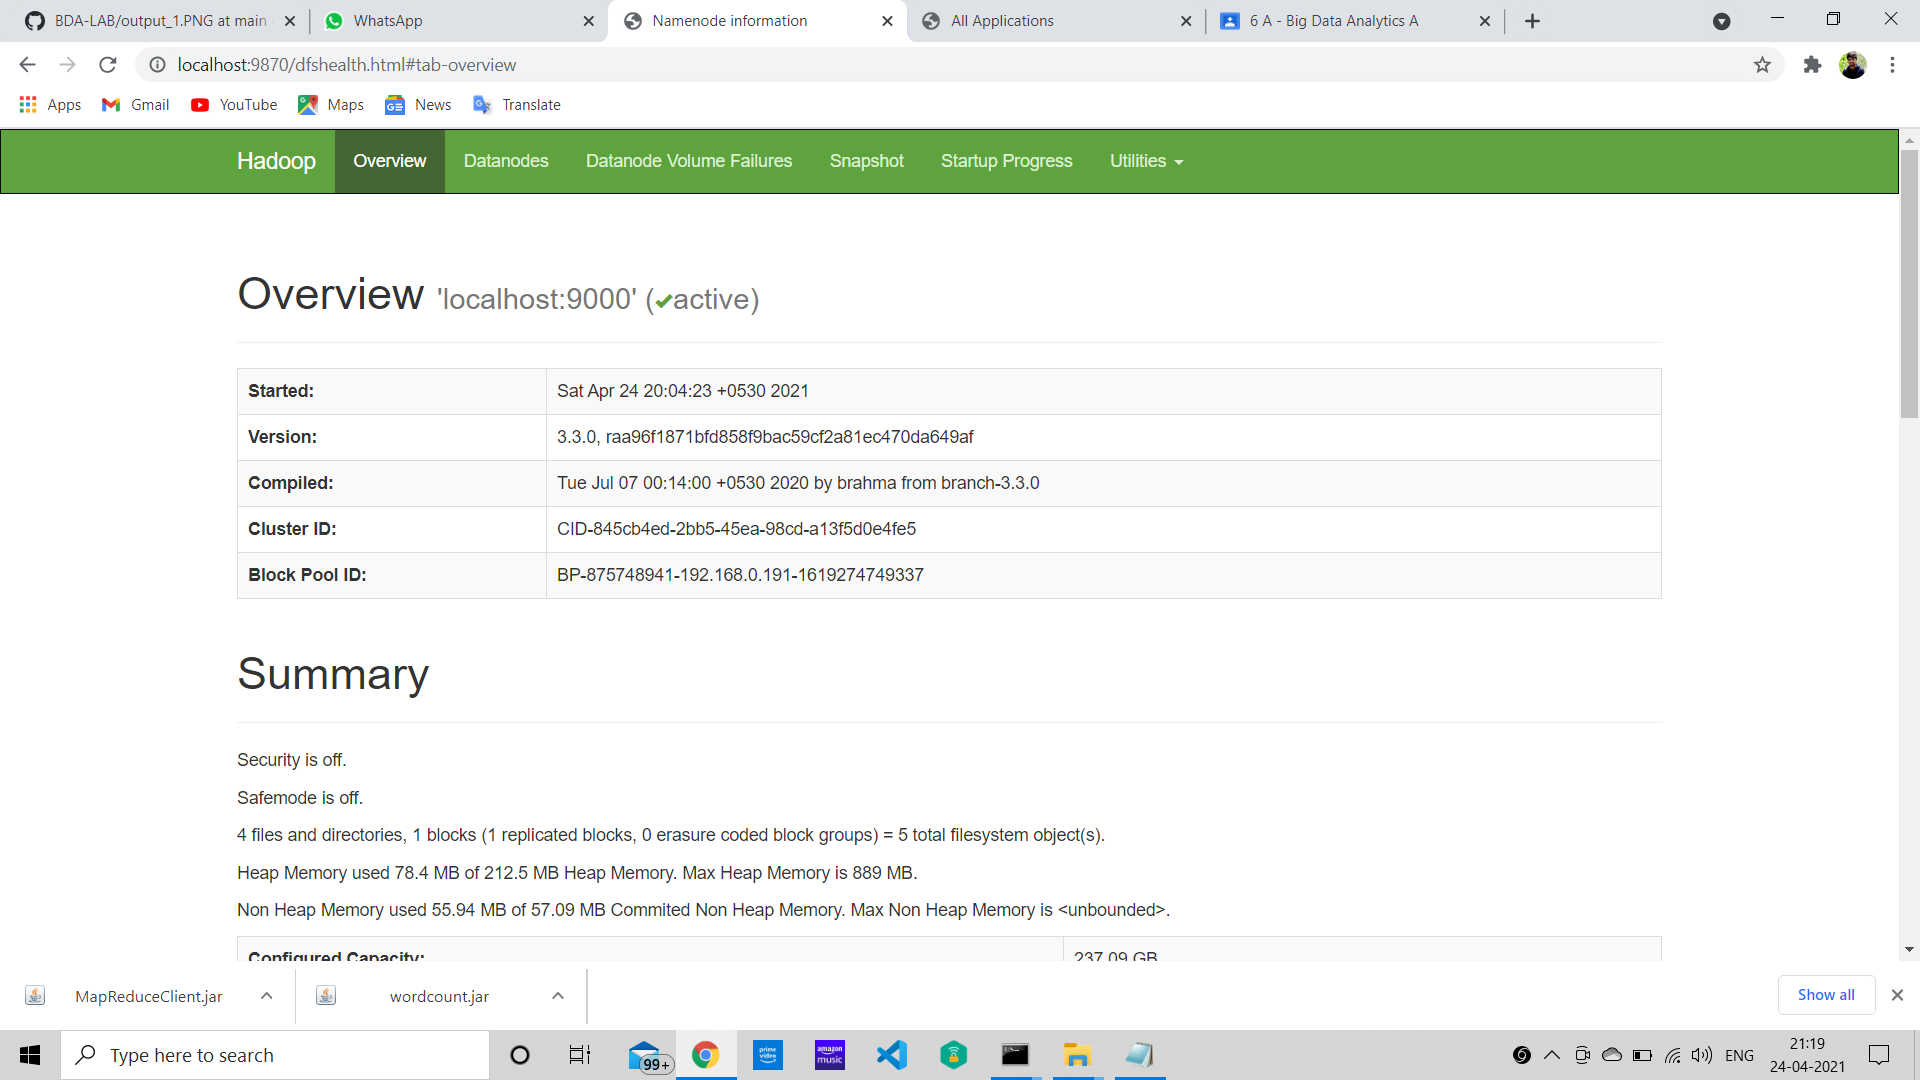 BDA-LAB/output_1.PNG at main
WhatsApp
Namenode information
All Applications
6 A - Big Data Analytics A
localhost:9870/dfshealth.html#tab-overview
Apps
Gmail
YouTube
Maps
News
Translate
Hadoop
Overview
Datanodes
Datanode Volume Failures
Snapshot
Startup Progress
Utilities
Overview 'localhost:9000' (✔active)
Started: Sat Apr 24 20:04:23 +0530 2021
Version: 3.3.0, raa96f1871bfd858f9bac59cf2a81ec470da649af
Compiled: Tue Jul 07 00:14:00 +0530 2020 by brahma from branch-3.3.0
Cluster ID: CID-845cb4ed-2bb5-45ea-98cd-a13f5d0e4fe5
Block Pool ID: BP-875748941-192.168.0.191-1619274749337
Summary
Security is off.
Safemode is off.
4 files and directories, 1 blocks (1 replicated blocks, 0 erasure coded block groups) = 5 total filesystem object(s).
Heap Memory used 78.4 MB of 212.5 MB Heap Memory. Max Heap Memory is 889 MB.
Non Heap Memory used 55.94 MB of 57.09 MB Commited Non Heap Memory. Max Non Heap Memory is <unbounded>.
Configured Capacity: 237.09 GB
MapReduceClient.jar
wordcount.jar
Show all
Type here to search
99+
prime video
amazon music
ENG
21:19
24-04-2021